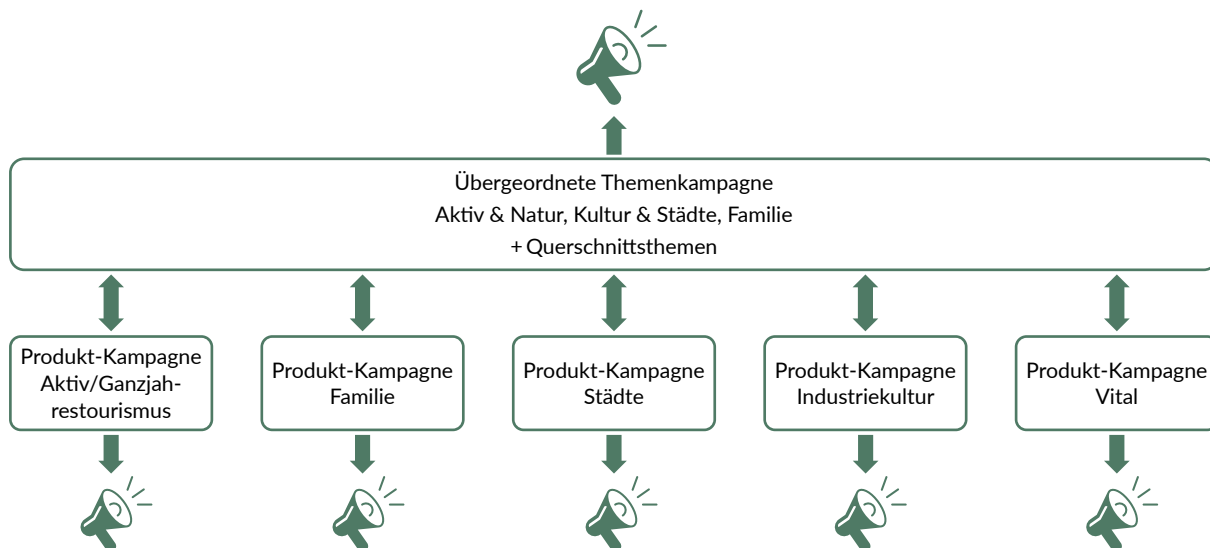 Übergeordnete Themenkampagne
Aktiv & Natur, Kultur & Städte, Familie
+ Querschnittsthemen
Produkt-Kampagne
Aktiv/Ganzjah-
restourismus
Produkt-Kampagne
Familie
Produkt-Kampagne
Städte
Produkt-Kampagne
Industriekultur
Produkt-Kampagne
Vital